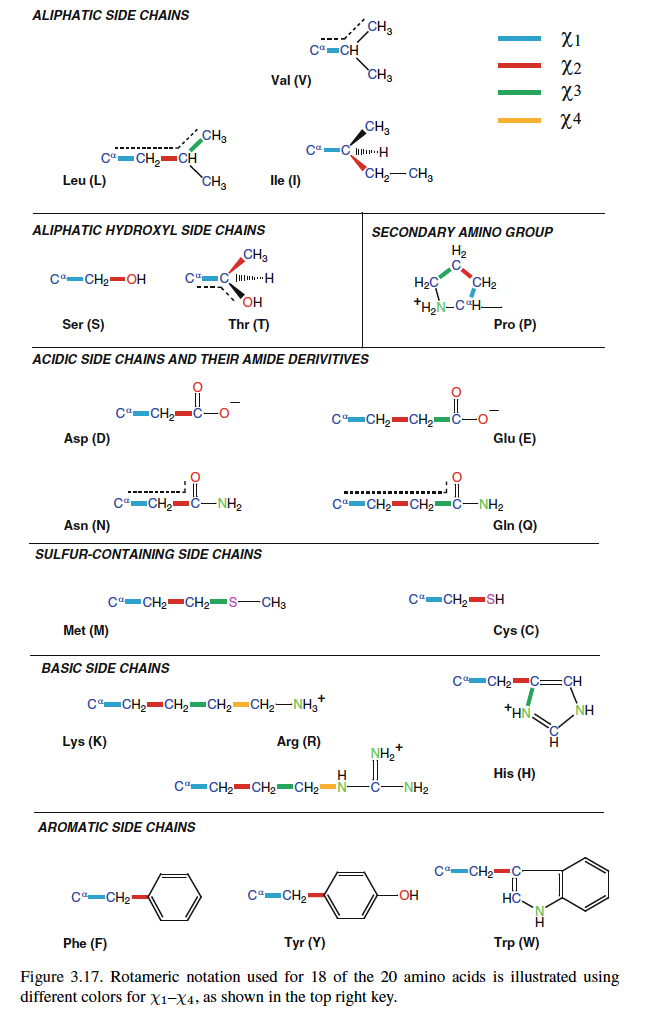 ALIPHATIC SIDE CHAINS
CH3
Cα CH
CH3
Val (V)
χ1
χ2
χ3
χ4
CH3
Cα CH2 CH
CH3
Leu (L)
CH3
Cα C H
CH2 CH3
Ile (I)
ALIPHATIC HYDROXYL SIDE CHAINS
Cα CH2 OH
Ser (S)
CH3
Cα C H
OH
Thr (T)
SECONDARY AMINO GROUP
H2
C
H2C CH2
+H2N CαH
Pro (P)
ACIDIC SIDE CHAINS AND THEIR AMIDE DERIVITIVES
O
Cα CH2 C O−
Asp (D)
O
Cα CH2 CH2 C O−
Glu (E)
O
Cα CH2 C NH2
Asn (N)
O
Cα CH2 CH2 C NH2
Gln (Q)
SULFUR-CONTAINING SIDE CHAINS
Cα CH2 CH2 S CH3
Met (M)
Cα CH2 SH
Cys (C)
BASIC SIDE CHAINS
Cα CH2 CH2 CH2 CH2 NH3+
Lys (K)
Arg (R)
NH2+
H
Cα CH2 CH2 CH2 N C NH2
Cα CH2 C CH
+HN NH
C
H
His (H)
AROMATIC SIDE CHAINS
Cα CH2
Phe (F)
Cα CH2 OH
Tyr (Y)
Cα CH2 C
HC
N
H
Trp (W)
Figure 3.17. Rotameric notation used for 18 of the 20 amino acids is illustrated using
different colors for χ1–χ4, as shown in the top right key.